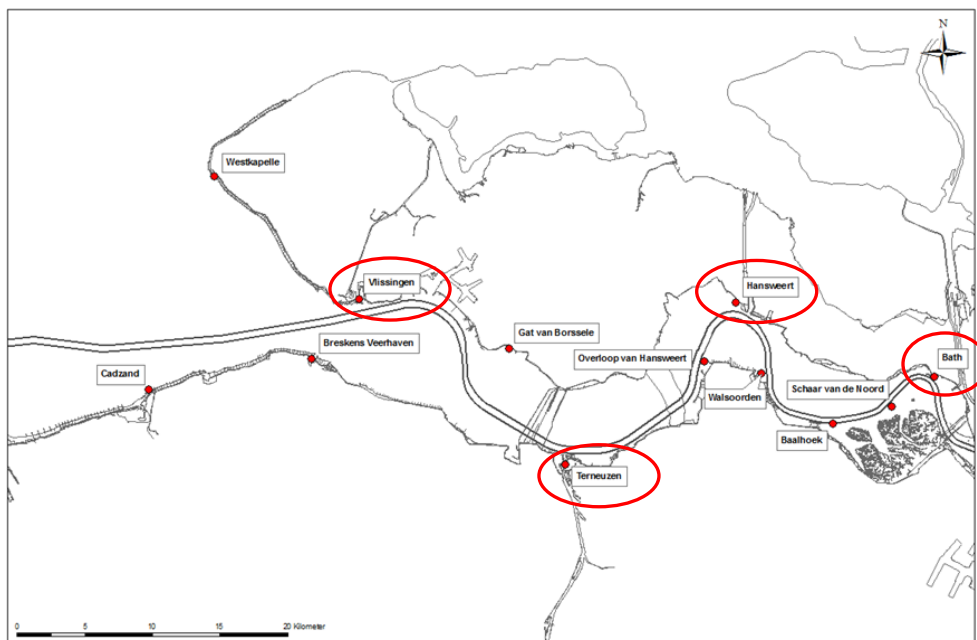 N
Westkapelle
Vlissingen
Hansweert
Gat van Borssele
Breskens Veerhaven
Overloop van Hansweert
Bath
Cadzand
Schaar van de Noord
Walsoorden
Baalhoek
Terneuzen
0 5 10 15 20 Kilometer